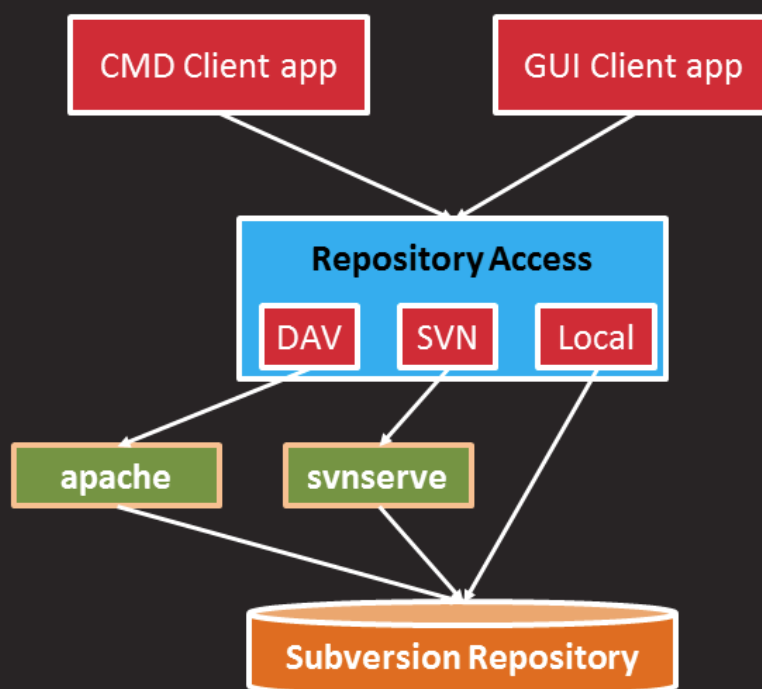 CMD Client app
GUI Client app
Repository Access
DAV
SVN
Local
apache
svnserve
Subversion Repository